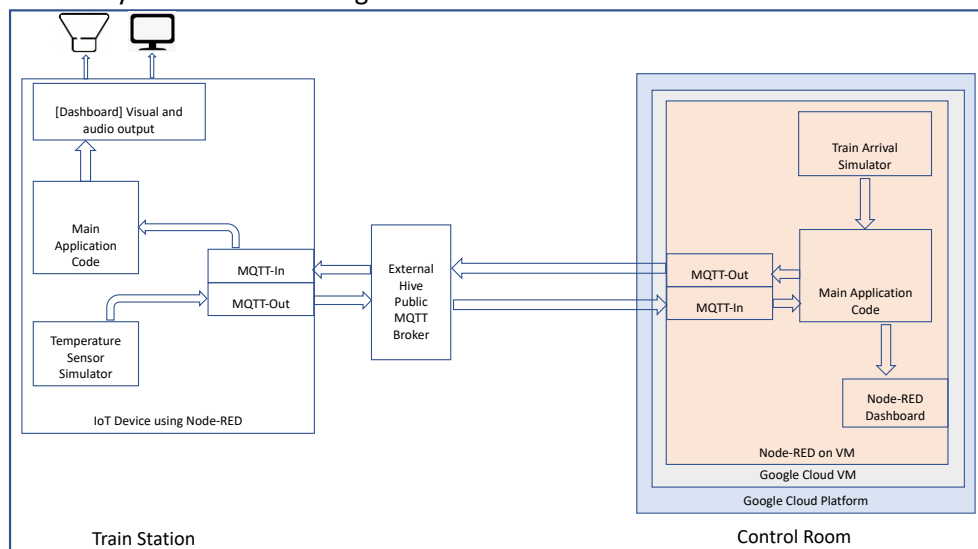 [Dashboard] Visual and
audio output
Main
Application
Code
MQTT-In
MQTT-Out
Temperature
Sensor
Simulator
IoT Device using Node-RED
Train Station
External
Hive
Public
MQTT
Broker
Train Arrival
Simulator
MQTT-Out
MQTT-In
Main Application
Code
Node-RED
Dashboard
Node-RED on VM
Google Cloud VM
Google Cloud Platform
Control Room